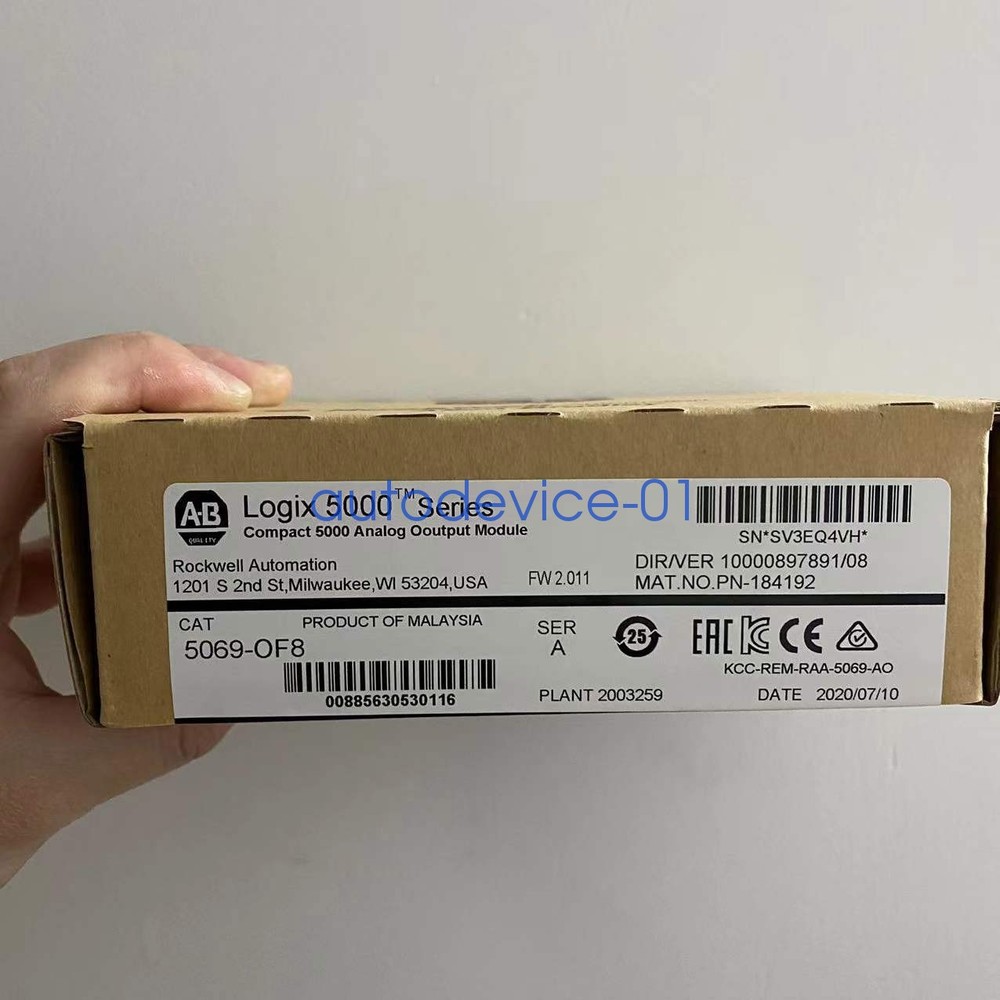 A-B
QUALITY
Logix 5000™ Series
autodevice-01
Compact 5000 Analog Ooutput Module
SN*SV3EQ4VH*
Rockwell Automation
1201 S 2nd St,Milwaukee,WI 53204,USA
FW 2.011
DIR/VER 10000897891/08
MAT.NO.PN-184192
CAT
PRODUCT OF MALAYSIA
5069-OF8
00885630530116
SER
A
25
EAC
KC
CE
KCC-REM-RAA-5069-AO
PLANT 2003259
DATE 2020/07/10